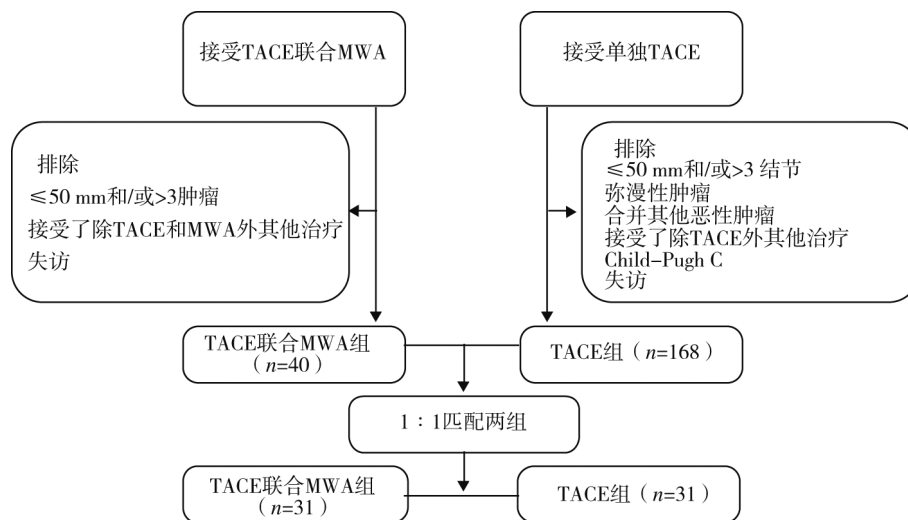 接受TACE联合MWA
接受单独TACE
排除
≤50 mm和/或>3肿瘤
接受了除TACE和MWA外其他治疗
失访
排除
≤50 mm和/或>3 结节
弥漫性肿瘤
合并其他恶性肿瘤
接受了除TACE外其他治疗
Child-Pugh C
失访
TACE联合MWA组
（n=40）
TACE组（n=168）
1：1匹配两组
TACE联合MWA组
（n=31）
TACE组（n=31）